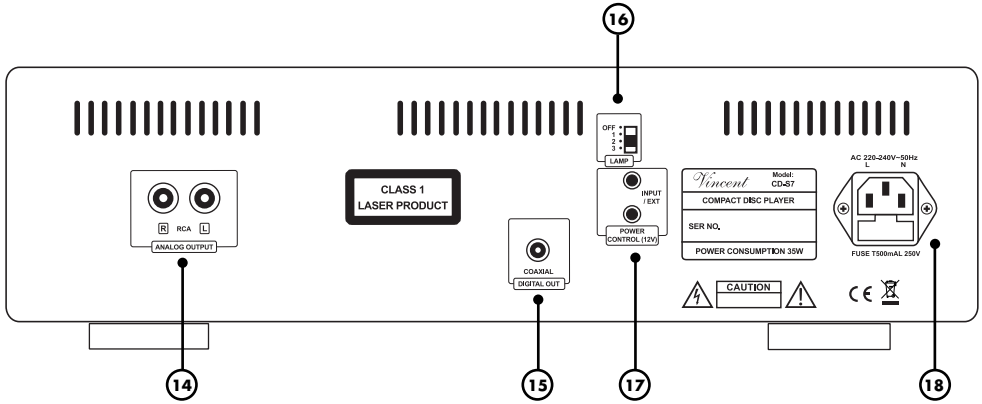 16
OFF
1
2
3
LAMP
INPUT
/ EXT
POWER
CONTROL (12V)
R RCA L
ANALOG OUTPUT
CLASS 1
LASER PRODUCT
COAXIAL
DIGITAL OUT
Vincent Model:
CD-S7
COMPACT DISC PLAYER
SER NO.
POWER CONSUMPTION 35W
CAUTION
AC 220-240V~50Hz
L N
FUSE T500mAL 250V
CE
14
15
17
18